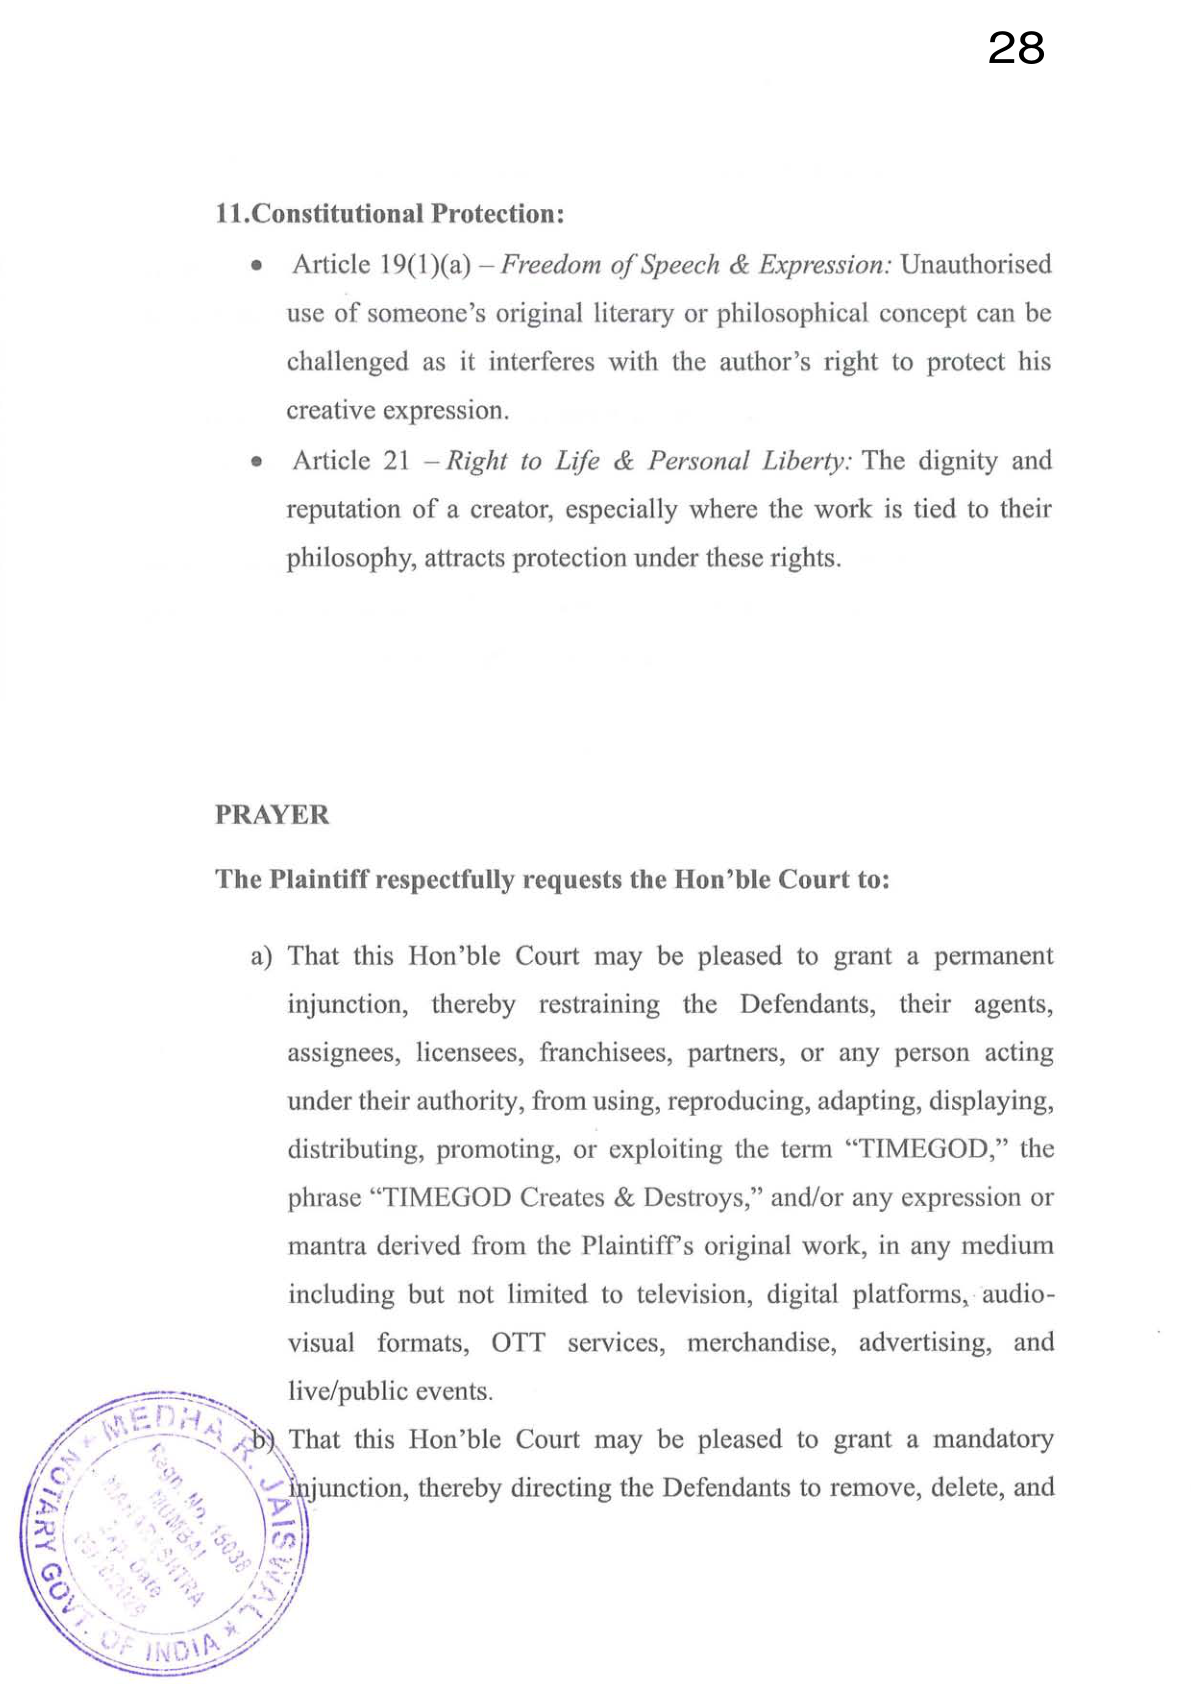 28
11.Constitutional Protection:
• Article 19(1)(a) – Freedom of Speech & Expression: Unauthorised
use of someone’s original literary or philosophical concept can be
challenged as it interferes with the author’s right to protect his
creative expression.
• Article 21 – Right to Life & Personal Liberty: The dignity and
reputation of a creator, especially where the work is tied to their
philosophy, attracts protection under these rights.
PRAYER
The Plaintiff respectfully requests the Hon’ble Court to:
a) That this Hon’ble Court may be pleased to grant a permanent
injunction, thereby restraining the Defendants, their agents,
assignees, licensees, franchisees, partners, or any person acting
under their authority, from using, reproducing, adapting, displaying,
distributing, promoting, or exploiting the term “TIMEGOD,” the
phrase “TIMEGOD Creates & Destroys,” and/or any expression or
mantra derived from the Plaintiff’s original work, in any medium
including but not limited to television, digital platforms, audio-
visual formats, OTT services, merchandise, advertising, and
live/public events.
b) That this Hon’ble Court may be pleased to grant a mandatory
injunction, thereby directing the Defendants to remove, delete, and
MEDHA R. JAISWAL
NOTARY GOVT. OF INDIA
Regn. No. 15038
MUMBAI
MAHARASHTRA
Exp. Date